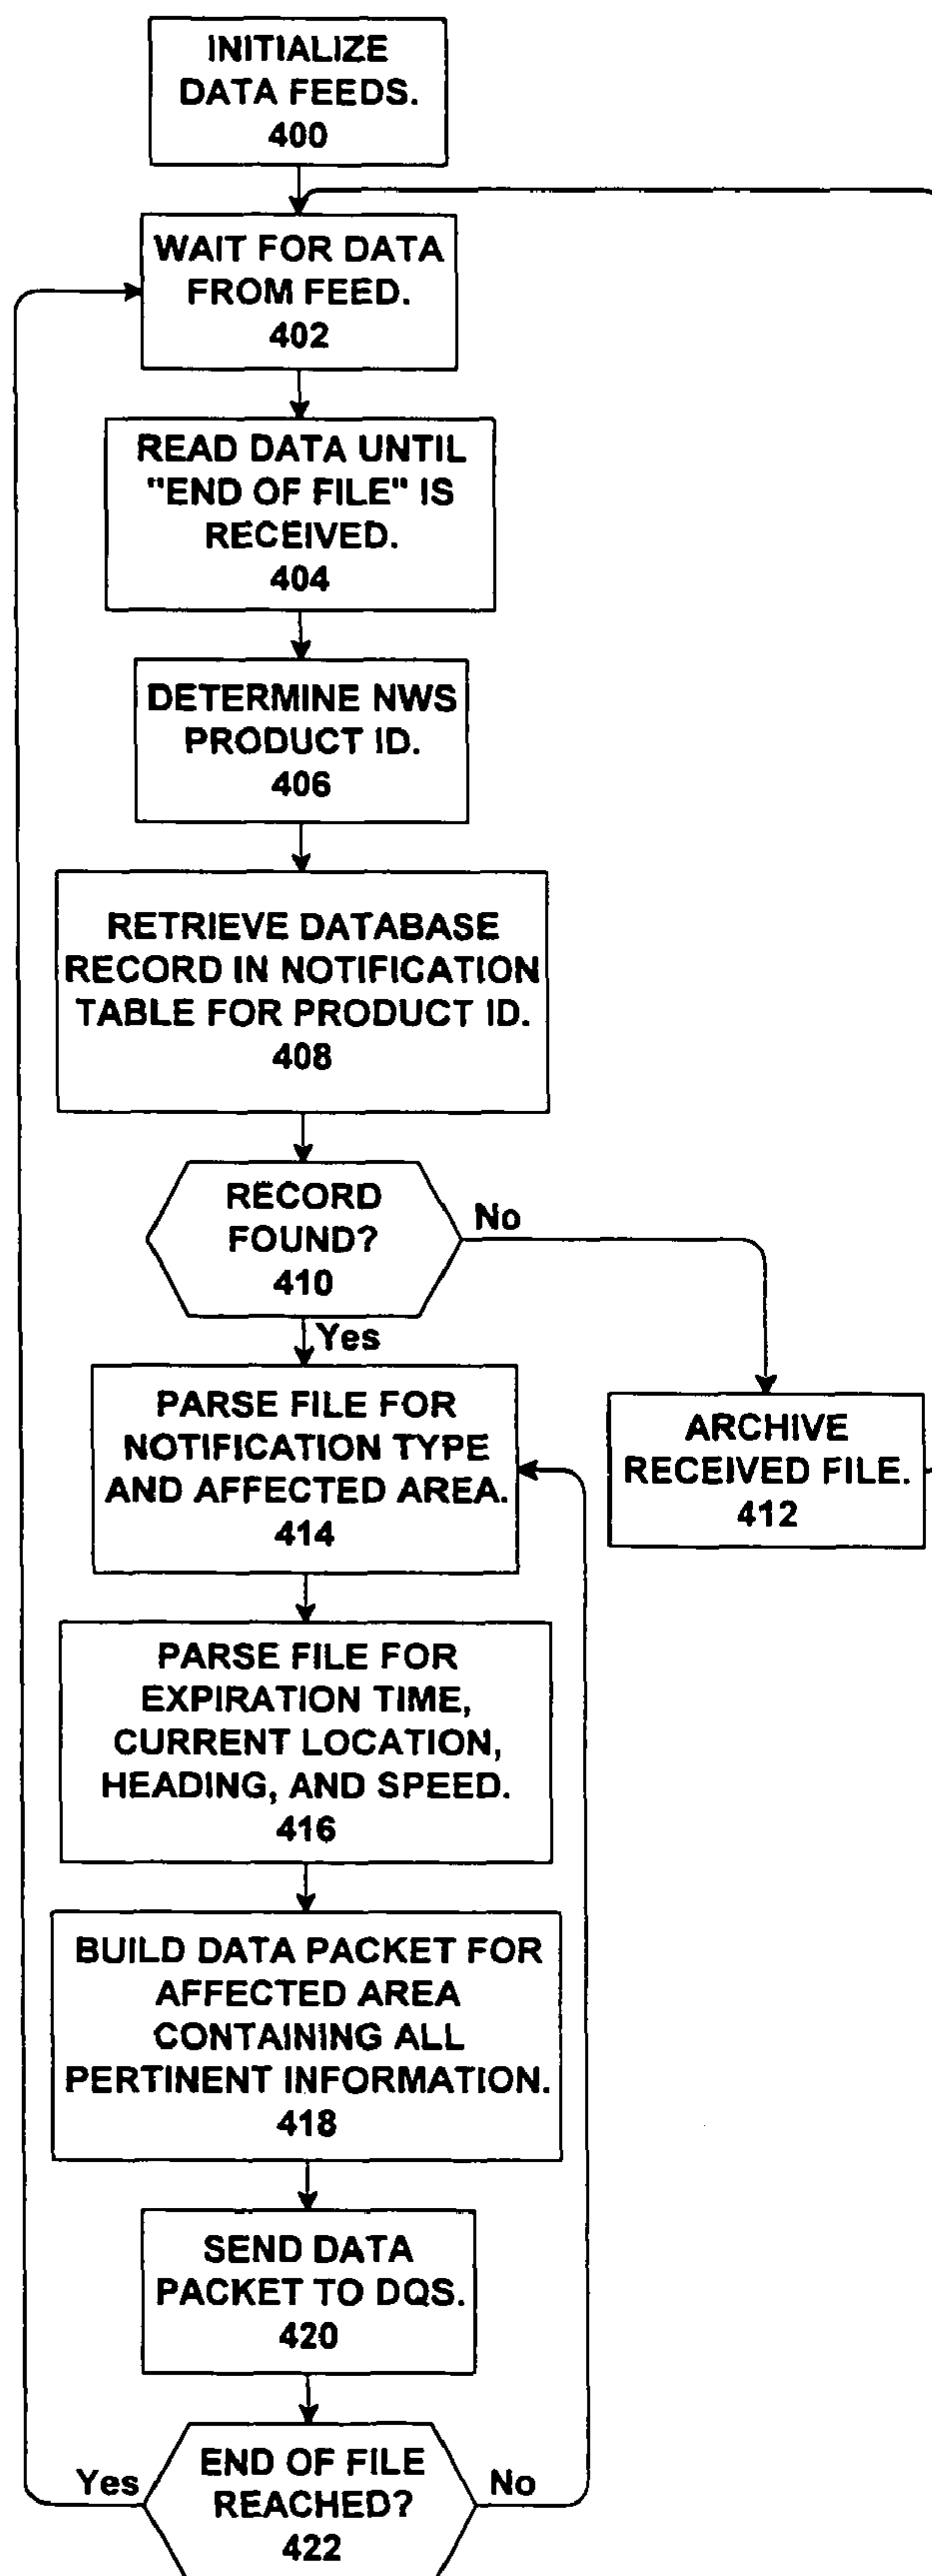 INITIALIZE
DATA FEEDS.
400
WAIT FOR DATA
FROM FEED.
402
READ DATA UNTIL
"END OF FILE" IS
RECEIVED.
404
DETERMINE NWS
PRODUCT ID.
406
RETRIEVE DATABASE
RECORD IN NOTIFICATION
TABLE FOR PRODUCT ID.
408
RECORD
FOUND?
410
No
Yes
ARCHIVE
RECEIVED FILE.
412
PARSE FILE FOR
NOTIFICATION TYPE
AND AFFECTED AREA.
414
PARSE FILE FOR
EXPIRATION TIME,
CURRENT LOCATION,
HEADING, AND SPEED.
416
BUILD DATA PACKET FOR
AFFECTED AREA
CONTAINING ALL
PERTINENT INFORMATION.
418
SEND DATA
PACKET TO DQS.
420
END OF FILE
REACHED?
422
Yes
No